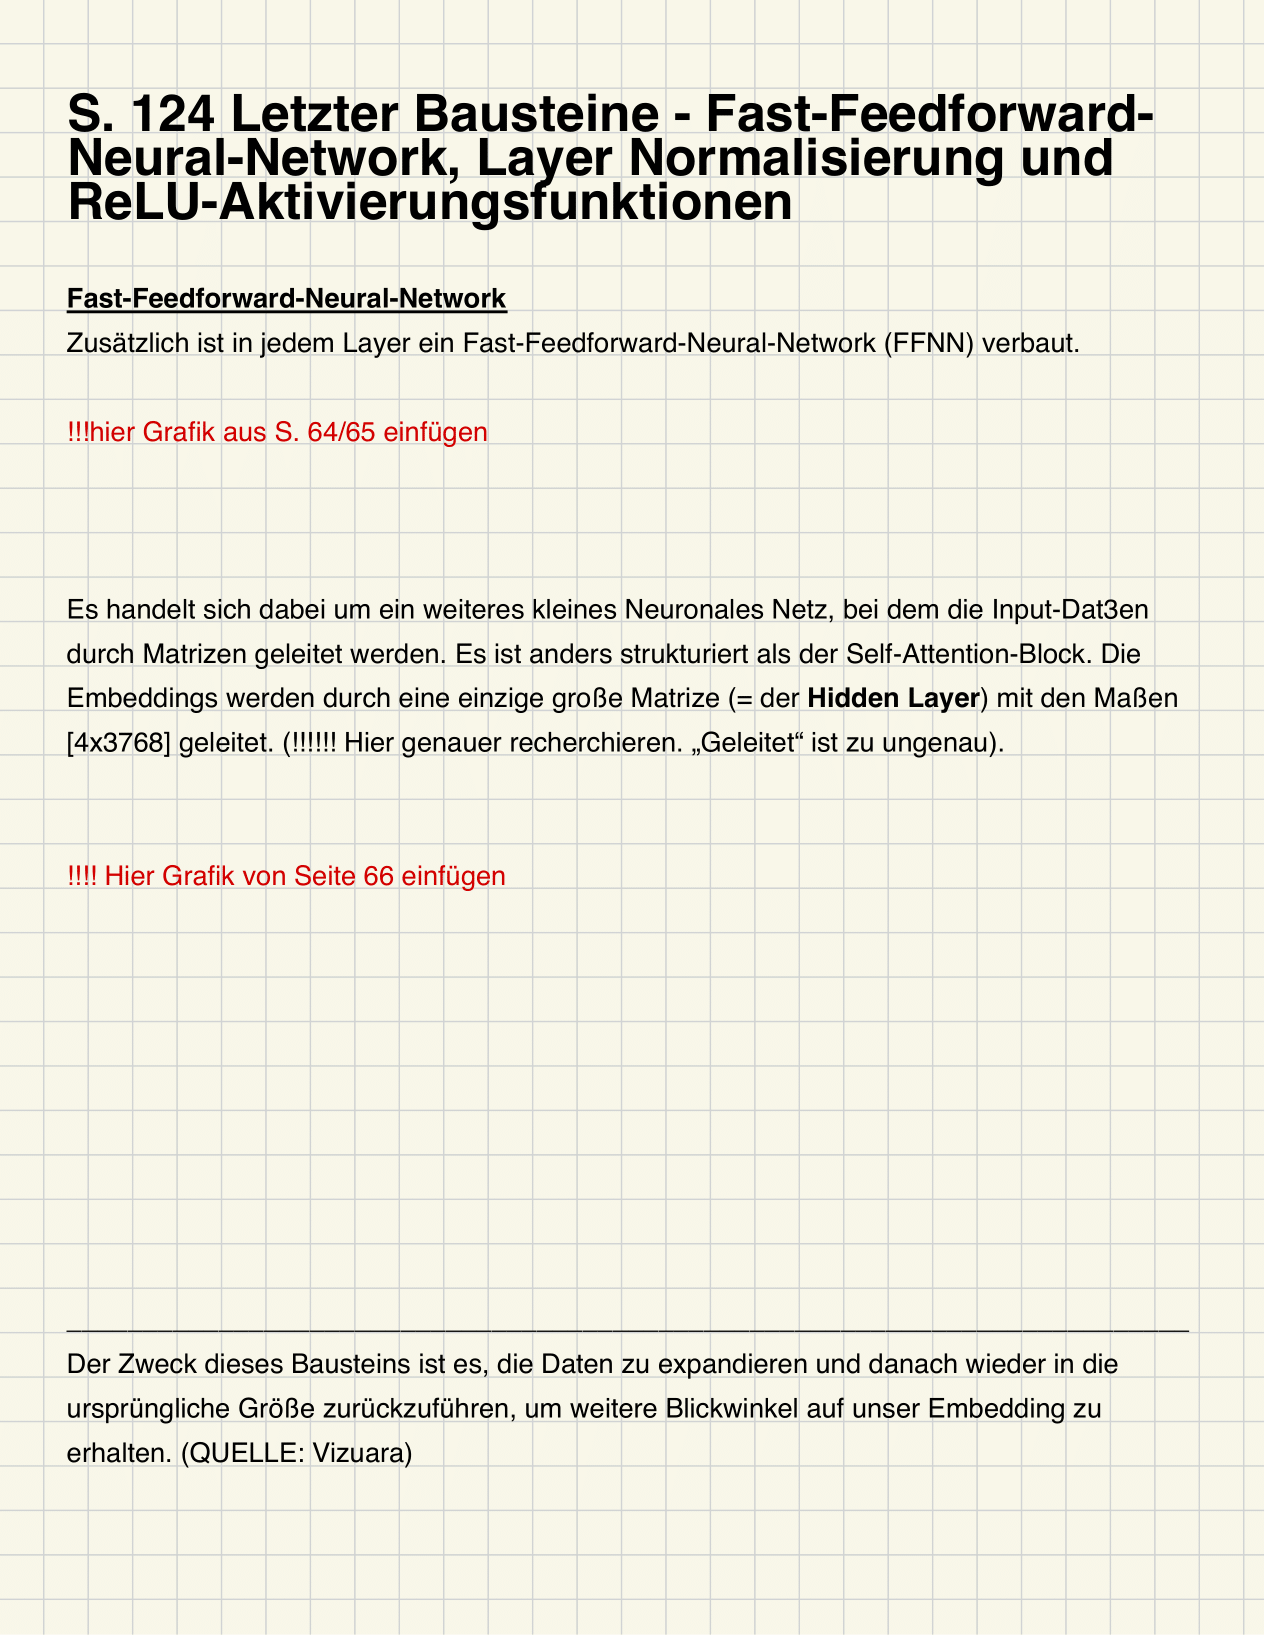 S. 124 Letzter Bausteine - Fast-Feedforward-
Neural-Network, Layer Normalisierung und
ReLU-Aktivierungsfunktionen
Fast-Feedforward-Neural-Network
Zusätzlich ist in jedem Layer ein Fast-Feedforward-Neural-Network (FFNN) verbaut.
!!!hier Grafik aus S. 64/65 einfügen
Es handelt sich dabei um ein weiteres kleines Neuronales Netz, bei dem die Input-Dat3en
durch Matrizen geleitet werden. Es ist anders strukturiert als der Self-Attention-Block. Die
Embeddings werden durch eine einzige große Matrize (= der Hidden Layer) mit den Maßen
[4x3768] geleitet. (!!!!!! Hier genauer recherchieren. „Geleitet“ ist zu ungenau).
!!!! Hier Grafik von Seite 66 einfügen
Der Zweck dieses Bausteins ist es, die Daten zu expandieren und danach wieder in die
ursprüngliche Größe zurückzuführen, um weitere Blickwinkel auf unser Embedding zu
erhalten. (QUELLE: Vizuara)